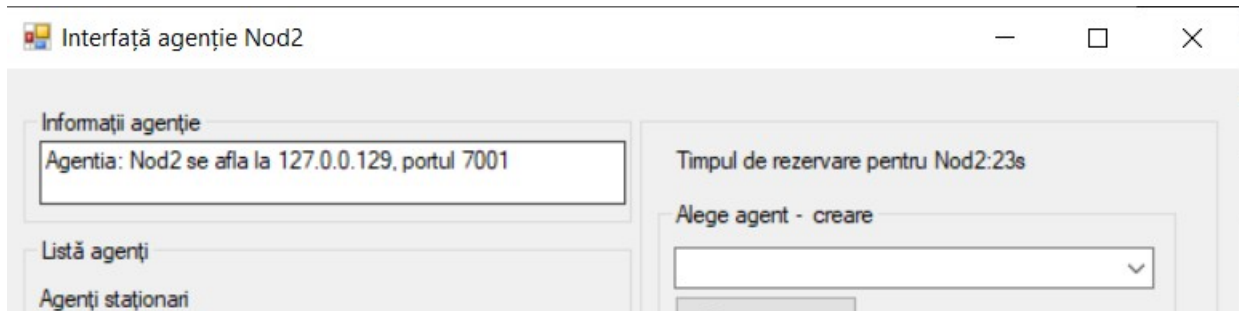 Interfață agenție Nod2
Informații agenție
Agentia: Nod2 se afla la 127.0.0.129, portul 7001
Listă agenți
Agenți staționari
Timpul de rezervare pentru Nod2:23s
Alege agent - creare